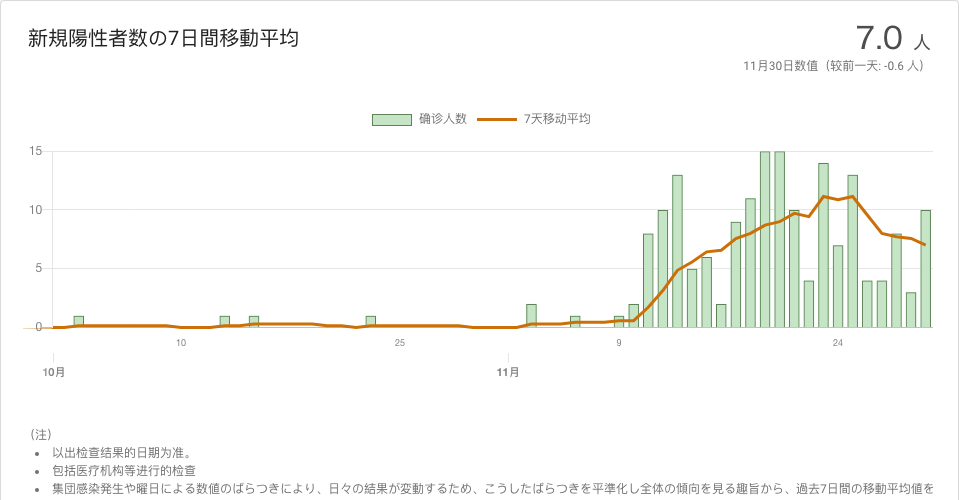 新規陽性者数の7日間移動平均
7.0 人
11月30日数值（较前一天: -0.6 人）
确诊人数 7天移动平均
15
10
5
0
10 25 9 24
10月 11月
（注）
• 以出检查结果的日期为准。
• 包括医疗机构等进行的检查
• 集団感染発生や曜日による数値のばらつきにより、日々の結果が変動するため、こうしたばらつきを平準化し全体の傾向を見る趣旨から、過去7日間の移動平均値を